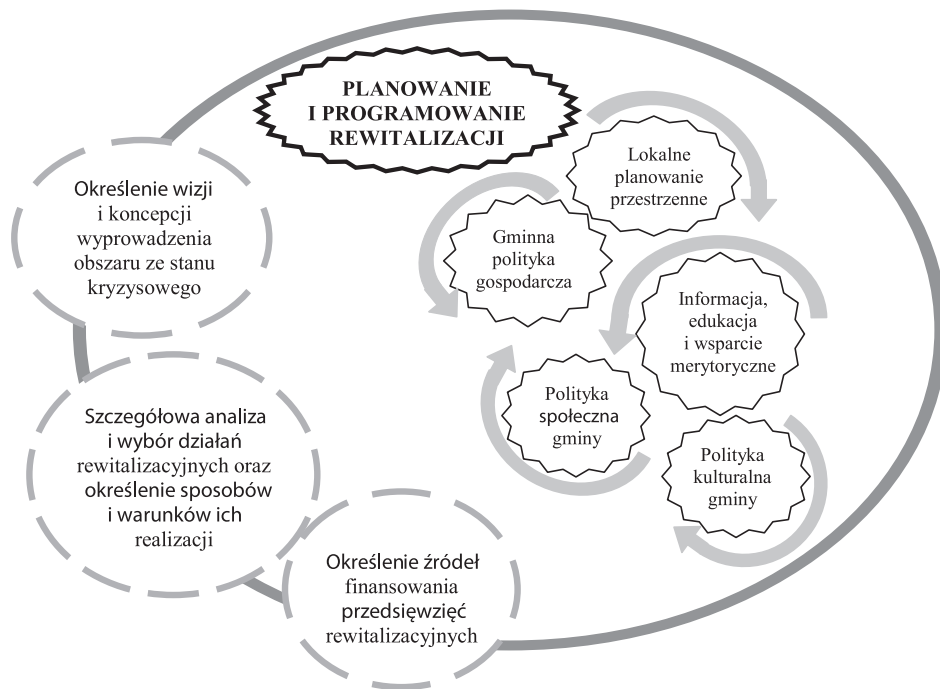 PLANOWANIE
I PROGRAMOWANIE
REWITALIZACJI
Określenie wizji
i koncepcji
wyprowadzenia
obszaru ze stanu
kryzysowego
Szczegółowa analiza
i wybór działań
rewitalizacyjnych oraz
określenie sposobów
i warunków ich
realizacji
Określenie źródeł
finansowania
przedsięwzięć
rewitalizacyjnych
Lokalne
planowanie
przestrzenne
Gminna
polityka
gospodarcza
Informacja,
edukacja
i wsparcie
merytoryczne
Polityka
społeczna
gminy
Polityka
kulturalna
gminy